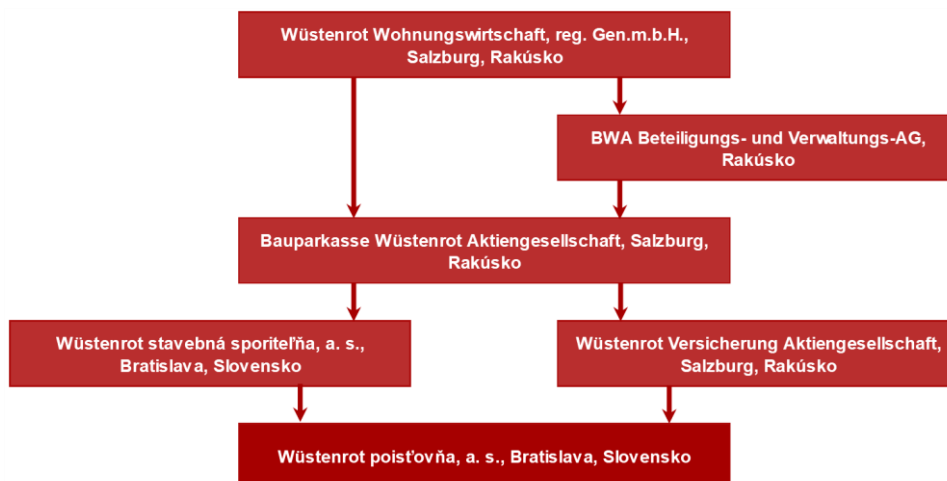 Wüstenrot Wohnungswirtschaft, reg. Gen.m.b.H.,
Salzburg, Rakúsko
BWA Beteiligungs- und Verwaltungs-AG,
Rakúsko
Bauparkasse Wüstenrot Aktiengesellschaft, Salzburg,
Rakúsko
Wüstenrot stavebná sporiteľňa, a. s.,
Bratislava, Slovensko
Wüstenrot Versicherung Aktiengesellschaft,
Salzburg, Rakúsko
Wüstenrot poisťovňa, a. s., Bratislava, Slovensko